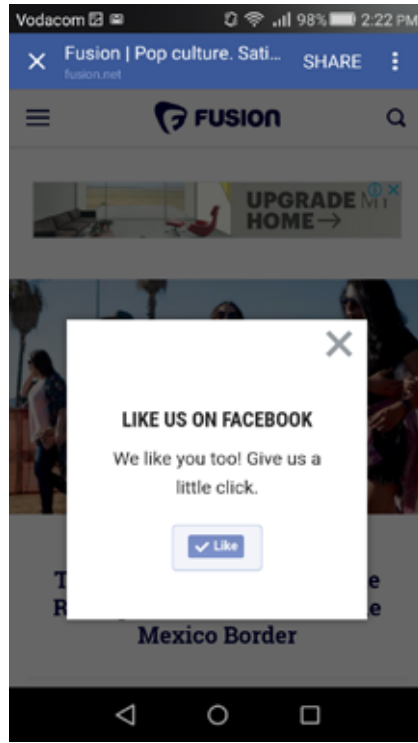 Vodacom 98% 2:22 PM
Fusion | Pop culture. Sati... SHARE
fusion.net
FUSION
UPGRADE MY
HOME→
LIKE US ON FACEBOOK
We like you too! Give us a
little click.
Like
Mexico Border